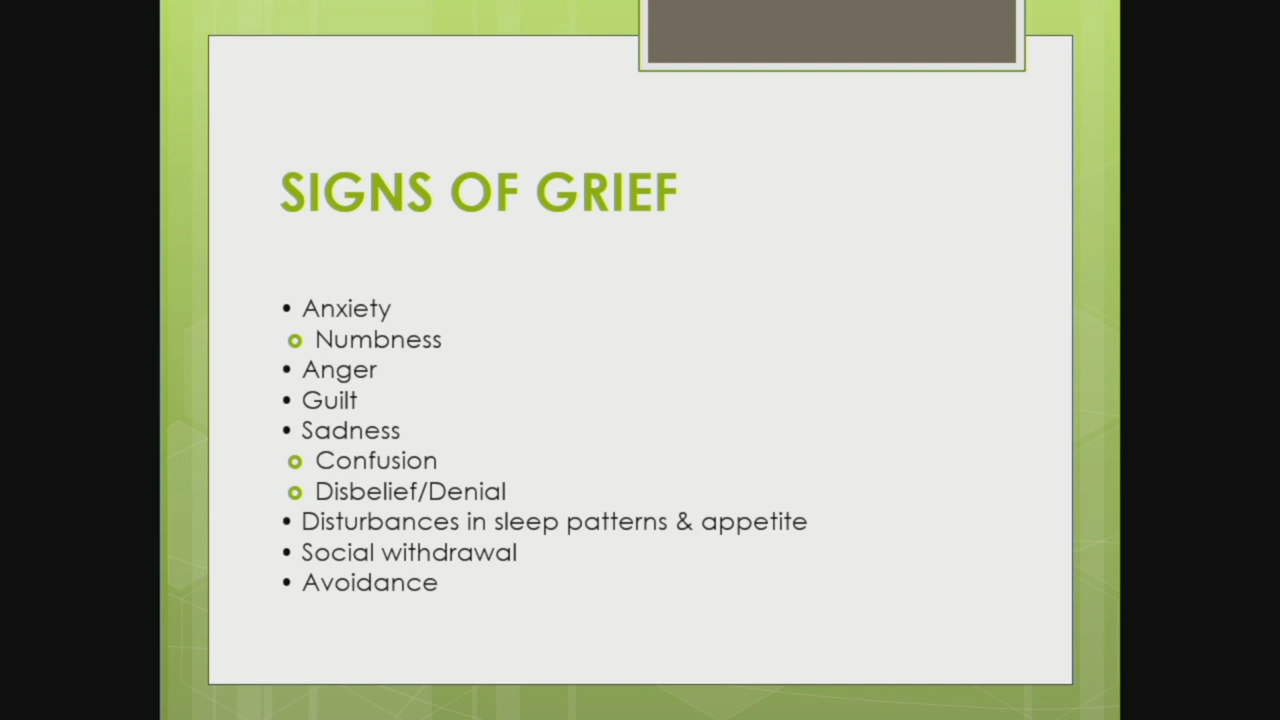 SIGNS OF GRIEF
• Anxiety
Numbness
• Anger
• Guilt
• Sadness
Confusion
Disbelief/Denial
• Disturbances in sleep patterns & appetite
• Social withdrawal
• Avoidance